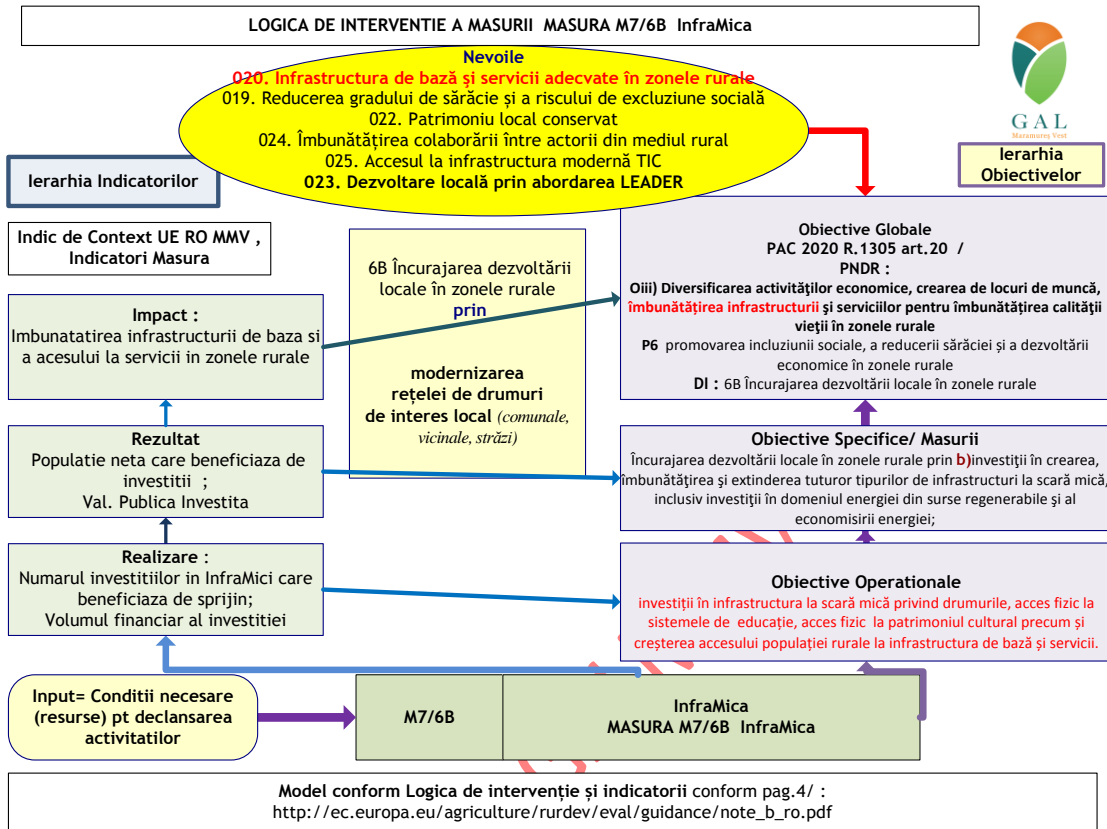 LOGICA DE INTERVENTIE A MASURII MASURA M7/6B InfraMica
Nevoile
020. Infrastructura de bază şi servicii adecvate în zonele rurale
019. Reducerea gradului de sărăcie și a riscului de excluziune socială
022. Patrimoniu local conservat
024. Îmbunătățirea colaborării între actorii din mediul rural
025. Accesul la infrastructura modernă TIC
023. Dezvoltare locală prin abordarea LEADER
GAL
Maramureș Vest
Ierarhia Indicatorilor
Ierarhia
Obiectivelor
Indic de Context UE RO MMV ,
Indicatori Masura
6B Încurajarea dezvoltării
locale în zonele rurale
prin
modernizarea
rețelei de drumuri
de interes local (comunale,
vicinale, străzi)
Obiective Globale
PAC 2020 R.1305 art.20 /
PNDR :
Oiii) Diversificarea activităţilor economice, crearea de locuri de muncă,
îmbunătățirea infrastructurii şi serviciilor pentru îmbunătățirea calităţii
vieţii în zonele rurale
P6 promovarea incluziunii sociale, a reducerii sărăciei și a dezvoltării
economice în zonele rurale
DI : 6B Încurajarea dezvoltării locale în zonele rurale
Impact :
Imbunatatirea infrastructurii de baza si
a acesului la servicii in zonele rurale
Rezultat
Populatie neta care beneficiaza de
investitii ;
Val. Publica Investita
Obiective Specifice/ Masurii
Încurajarea dezvoltării locale în zonele rurale prin b)investiţii în crearea,
îmbunătăţirea şi extinderea tuturor tipurilor de infrastructuri la scară mică,
inclusiv investiţii în domeniul energiei din surse regenerabile şi al
economisirii energiei;
Realizare :
Numarul investitiilor in InfraMici care
beneficiaza de sprijin;
Volumul financiar al investitiei
Obiective Operationale
investiții în infrastructura la scară mică privind drumurile, acces fizic la
sistemele de educație, acces fizic la patrimoniul cultural precum și
creșterea accesului populației rurale la infrastructura de bază și servicii.
Input= Conditii necesare
(resurse) pt declansarea
activitatilor
M7/6B
InfraMica
MASURA M7/6B InfraMica
Model conform Logica de intervenție și indicatorii conform pag.4/ :
http://ec.europa.eu/agriculture/rurdev/eval/guidance/note_b_ro.pdf